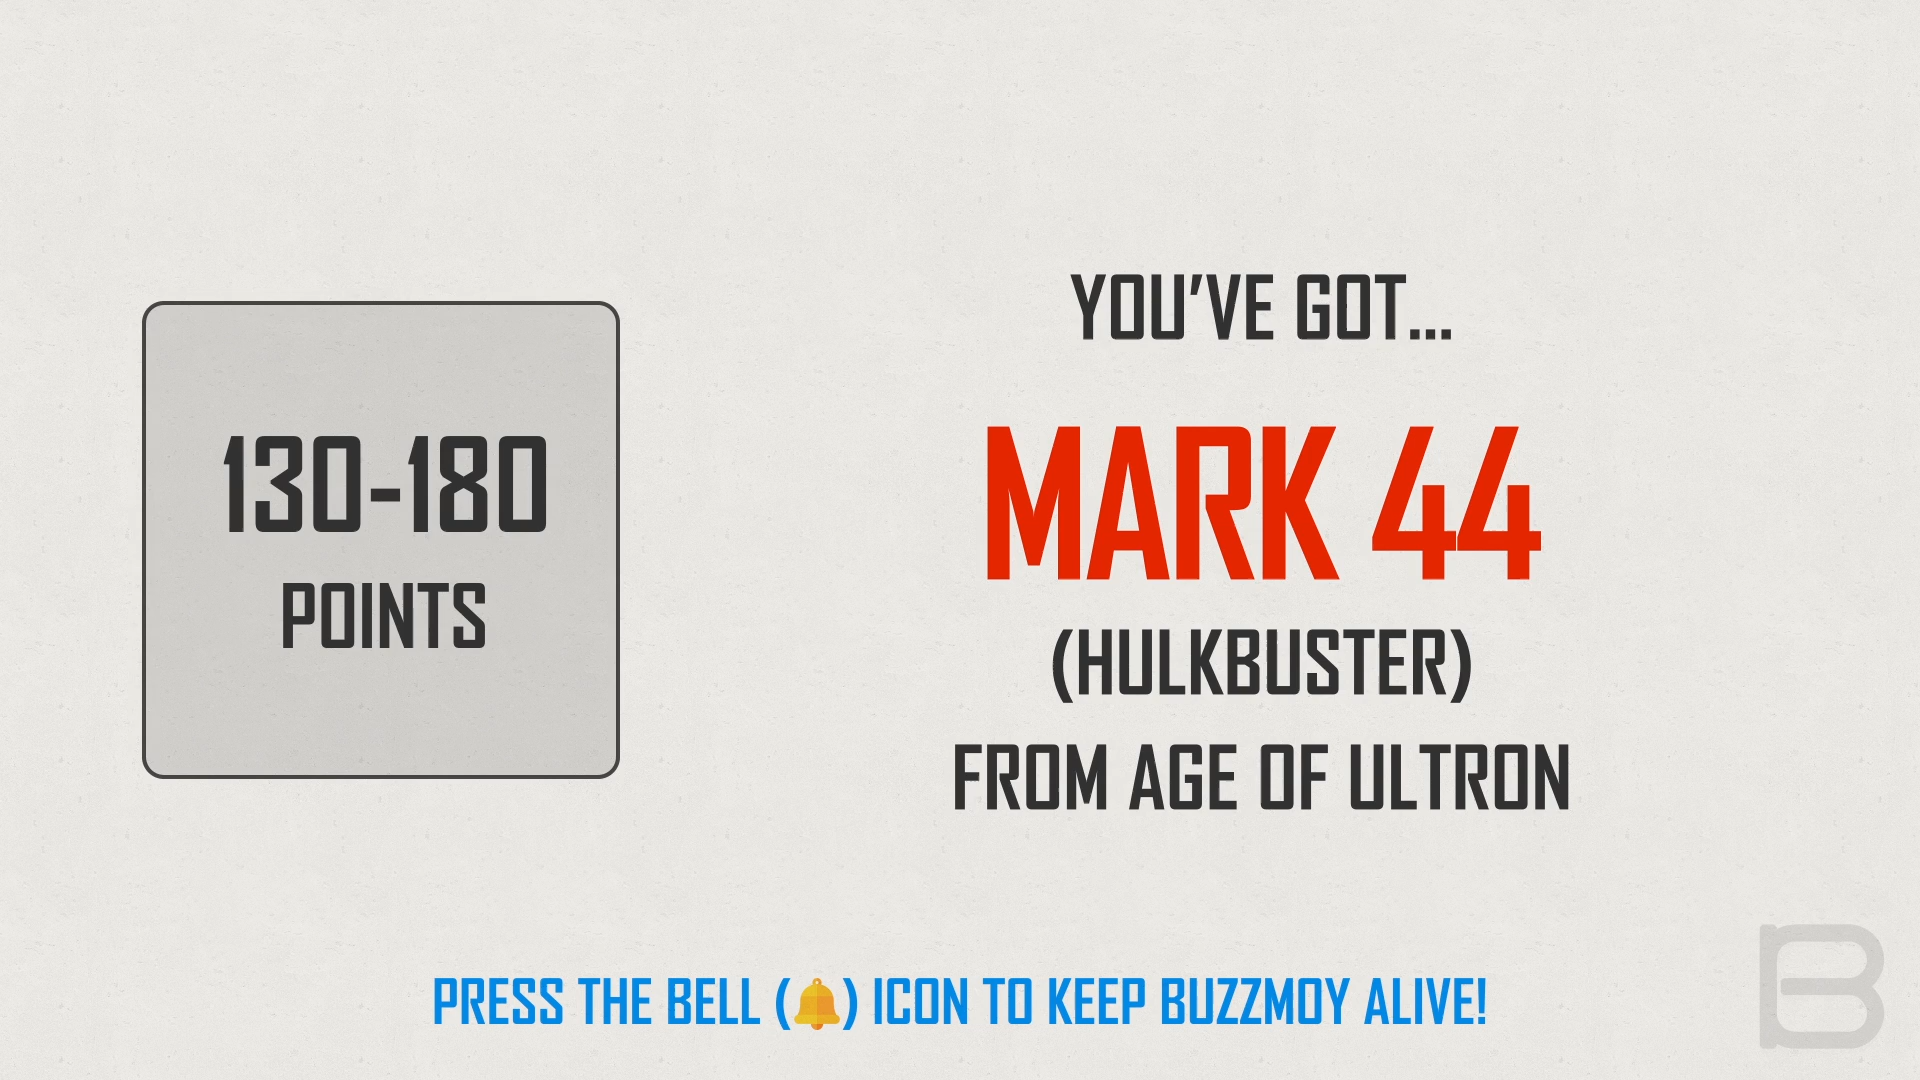 130-180
POINTS
YOU'VE GOT...
MARK 44
(HULKBUSTER)
FROM AGE OF ULTRON
PRESS THE BELL (🔔) ICON TO KEEP BUZZMOY ALIVE!
B